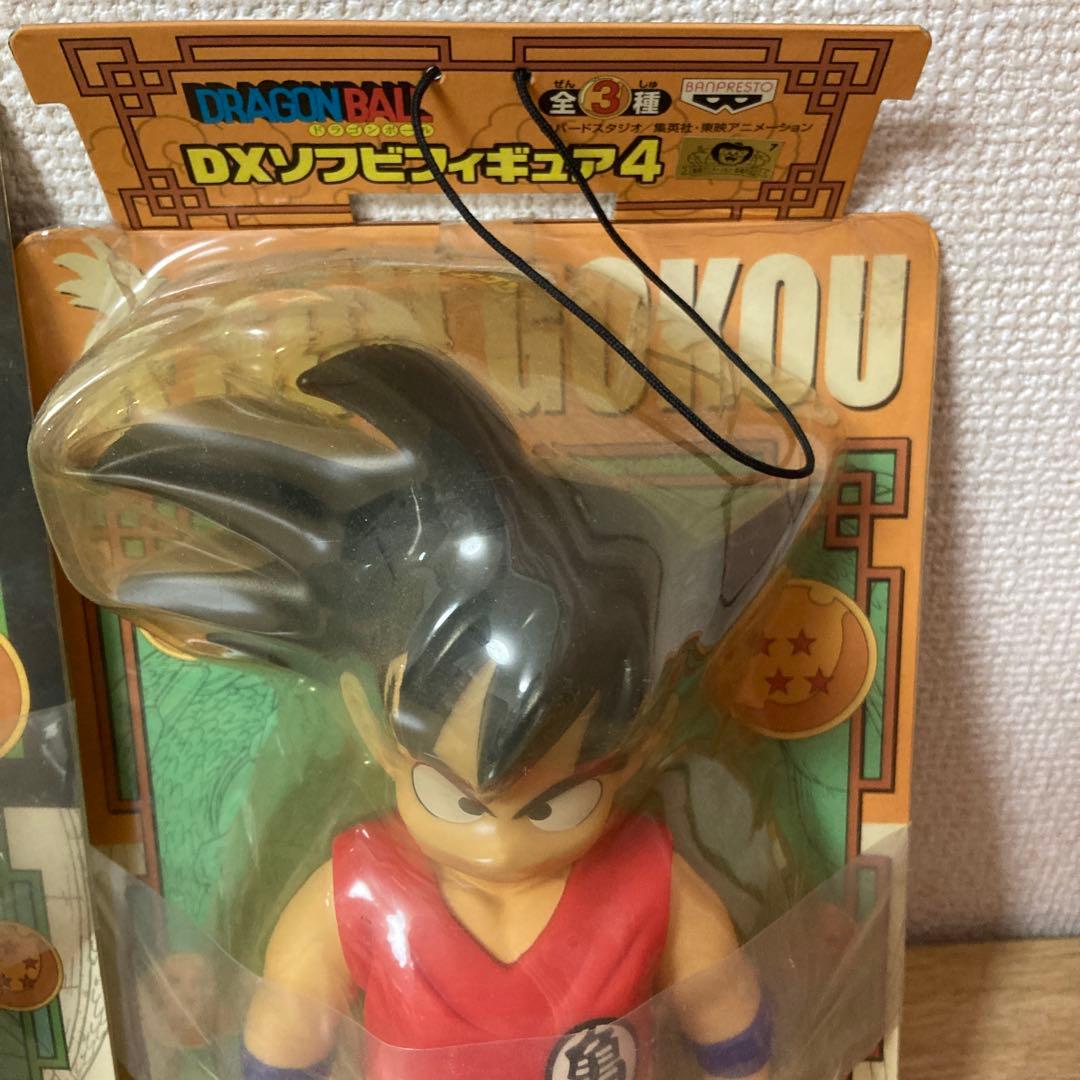 DRAGONBALL
ドラゴンボール
全3種
ぜん しゅ
BANPRESTO
バードスタジオ/集英社・東映アニメーション
DXソフビフィギュア4
GOKOU
亀